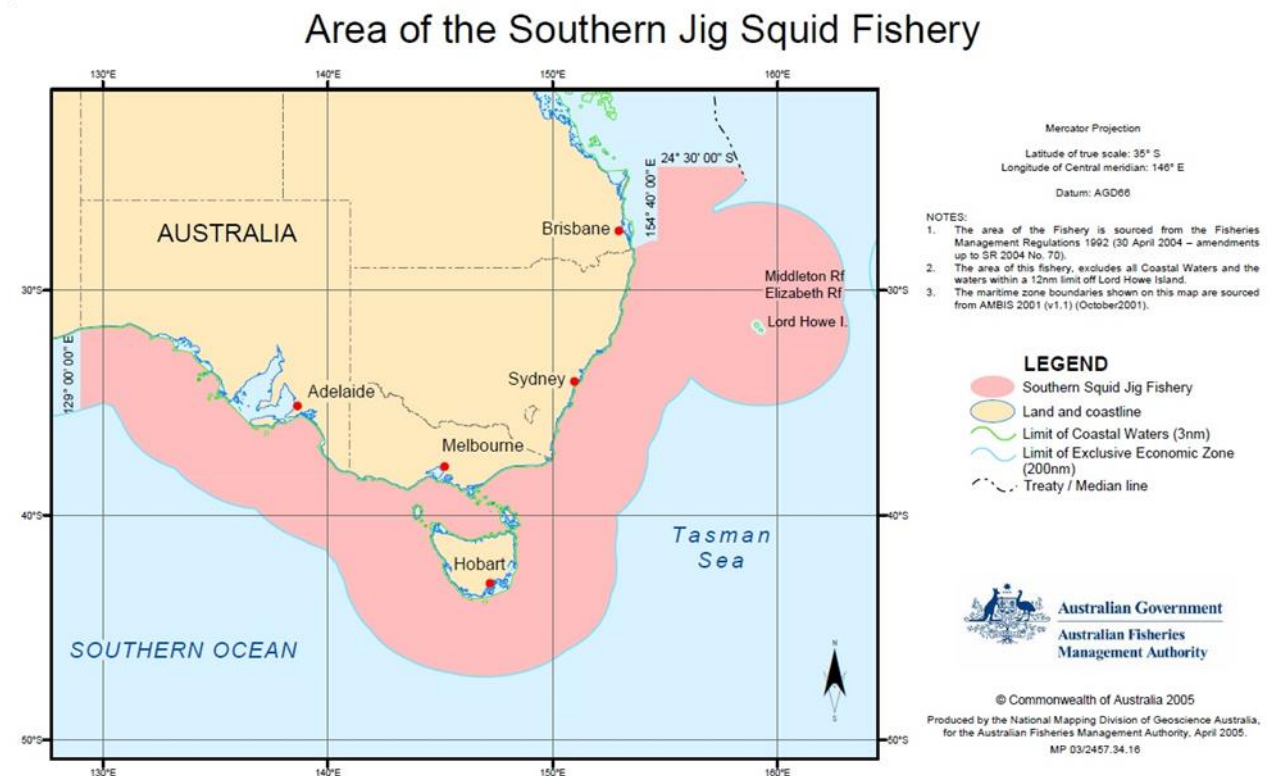 Area of the Southern Jig Squid Fishery
130°E
140°E
150°E
160°E
24° 30' 00" S
154° 40' 00" E
AUSTRALIA
Brisbane
Middleton Rf
Elizabeth Rf
30°S
30°S
Lord Howe I.
129° 00' 00" E
Sydney
Adelaide
Melbourne
40°S
40°S
Tasman
Sea
Hobart
SOUTHERN OCEAN
N
S
50°S
50°S
130°E
140°E
150°E
160°E
Mercator Projection
Latitude of true scale: 35° S
Longitude of Central meridian: 146° E
Datum: AGD66
NOTES:
1. The area of the Fishery is sourced from the Fisheries
Management Regulations 1992 (30 April 2004 – amendments
up to SR 2004 No. 70).
2. The area of this fishery, excludes all Coastal Waters and the
waters within a 12nm limit off Lord Howe Island.
3. The maritime zone boundaries shown on this map are sourced
from AMBIS 2001 (v1.1) (October2001).
LEGEND
Southern Squid Jig Fishery
Land and coastline
Limit of Coastal Waters (3nm)
Limit of Exclusive Economic Zone
(200nm)
Treaty / Median line
Australian Government
Australian Fisheries
Management Authority
© Commonwealth of Australia 2005
Produced by the National Mapping Division of Geoscience Australia,
for the Australian Fisheries Management Authority, April 2005.
MP 03/2457.34.16